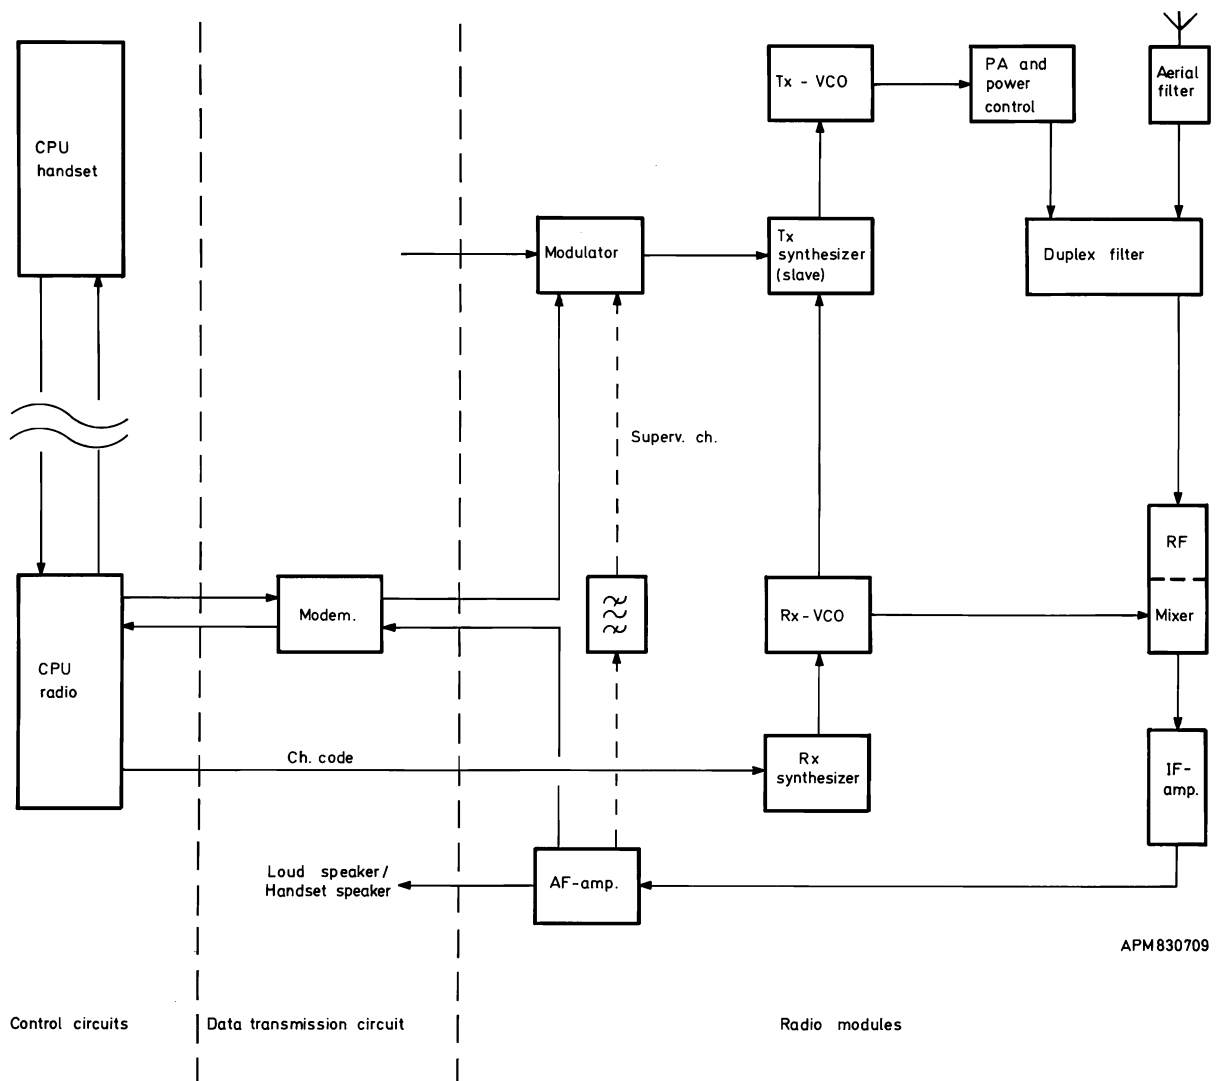 CPU
handset
Tx - VCO
PA and
power
control
Aerial
filter
Modulator
Tx
synthesizer
(slave)
Duplex filter
Superv. ch.
RF
Mixer
Modem.
Rx - VCO
CPU
radio
Ch. code
Rx
synthesizer
IF-
amp.
Loud speaker/
Handset speaker
AF-amp.
APM830709
Control circuits
Data transmission circuit
Radio modules